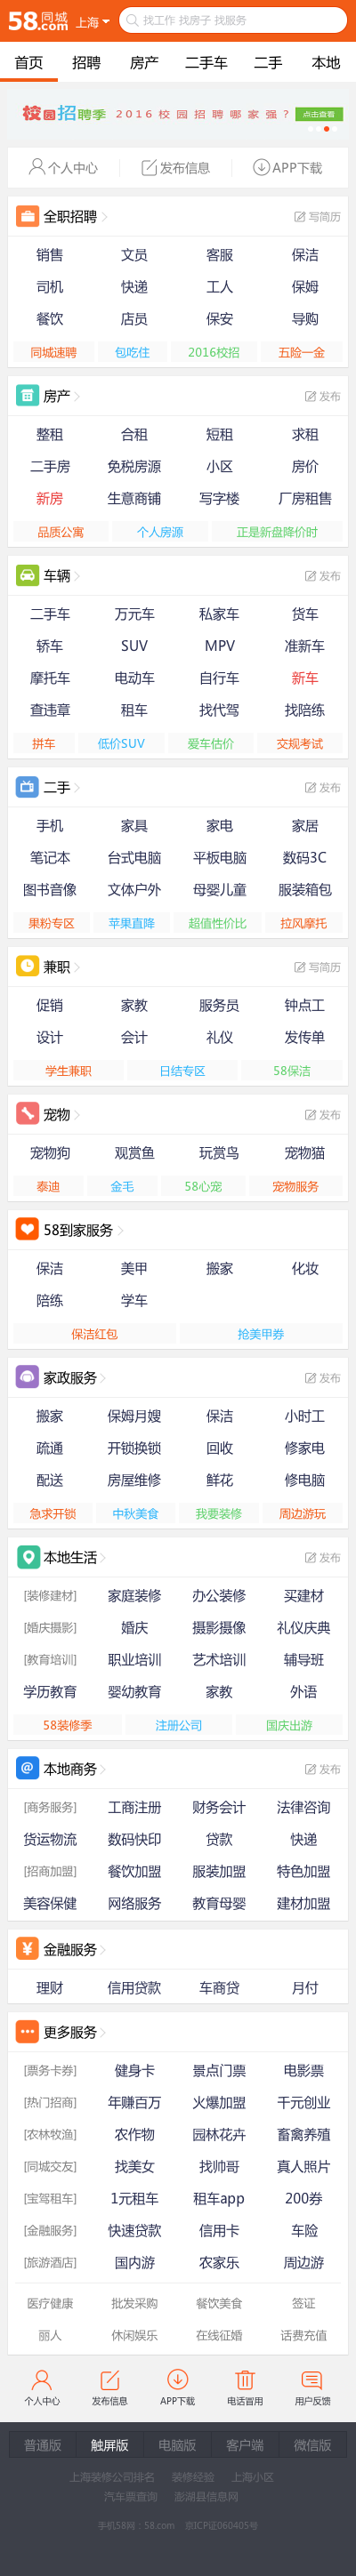 58.同城 上海 找工作 找房子 找服务
首页 招聘 房产 二手车 二手 本地
校园招聘季 2016校园招聘哪家强? 点击查看
个人中心 发布信息 APP下载
全职招聘 写简历
销售 文员 客服 保洁
司机 快递 工人 保姆
餐饮 店员 保安 导购
同城速聘 包吃住 2016校招 五险一金
房产 发布
整租 合租 短租 求租
二手房 免税房源 小区 房价
新房 生意商铺 写字楼 厂房租售
品质公寓 个人房源 正是新盘降价时
车辆 发布
二手车 万元车 私家车 货车
轿车 SUV MPV 准新车
摩托车 电动车 自行车 新车
查违章 租车 找代驾 找陪练
拼车 低价SUV 爱车估价 交规考试
二手 发布
手机 家具 家电 家居
笔记本 台式电脑 平板电脑 数码3C
图书音像 文体户外 母婴儿童 服装箱包
果粉专区 苹果直降 超值性价比 拉风摩托
兼职 写简历
促销 家教 服务员 钟点工
设计 会计 礼仪 发传单
学生兼职 日结专区 58保洁
宠物 发布
宠物狗 观赏鱼 玩赏鸟 宠物猫
泰迪 金毛 58心宠 宠物服务
58到家服务
保洁 美甲 搬家 化妆
陪练 学车
保洁红包 抢美甲券
家政服务 发布
搬家 保姆月嫂 保洁 小时工
疏通 开锁换锁 回收 修家电
配送 房屋维修 鲜花 修电脑
急求开锁 中秋美食 我要装修 周边游玩
本地生活 发布
[装修建材] 家庭装修 办公装修 买建材
[婚庆摄影] 婚庆 摄影摄像 礼仪庆典
[教育培训] 职业培训 艺术培训 辅导班
学历教育 婴幼教育 家教 外语
58装修季 注册公司 国庆出游
本地商务 发布
[商务服务] 工商注册 财务会计 法律咨询
货运物流 数码快印 贷款 快递
[招商加盟] 餐饮加盟 服装加盟 特色加盟
美容保健 网络服务 教育母婴 建材加盟
金融服务
理财 信用贷款 车商贷 月付
更多服务
[票务卡券] 健身卡 景点门票 电影票
[热门招商] 年赚百万 火爆加盟 千元创业
[农林牧渔] 农作物 园林花卉 畜禽养殖
[同城交友] 找美女 找帅哥 真人照片
[宝驾租车] 1元租车 租车app 200券
[金融服务] 快速贷款 信用卡 车险
[旅游酒店] 国内游 农家乐 周边游
医疗健康 批发采购 餐饮美食 签证
丽人 休闲娱乐 在线征婚 话费充值
个人中心 发布信息 APP下载 电话冒用 用户反馈
普通版 触屏版 电脑版 客户端 微信版
上海装修公司排名 装修经验 上海小区
汽车票查询 澎湖县信息网
手机58网：58.com 京ICP证060405号